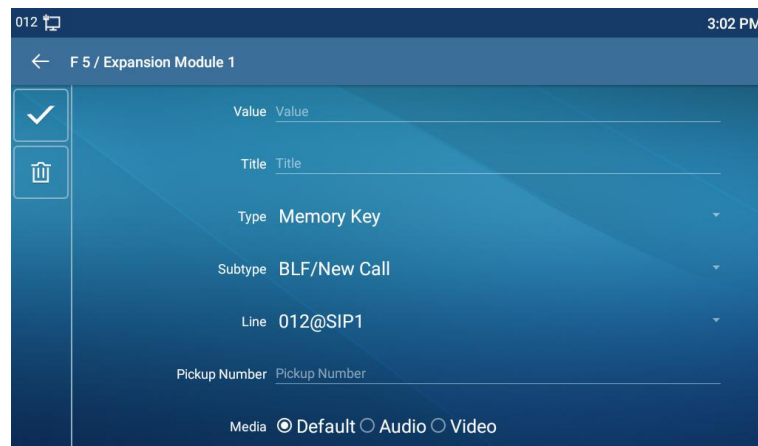 012 3:02 PM
F 5 / Expansion Module 1
Value Value
Title Title
Type Memory Key
Subtype BLF/New Call
Line 012@SIP1
Pickup Number Pickup Number
Media Default Audio Video